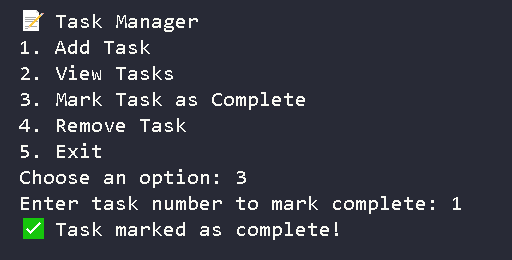 📝 Task Manager
1. Add Task
2. View Tasks
3. Mark Task as Complete
4. Remove Task
5. Exit
Choose an option: 3
Enter task number to mark complete: 1
✅ Task marked as complete!